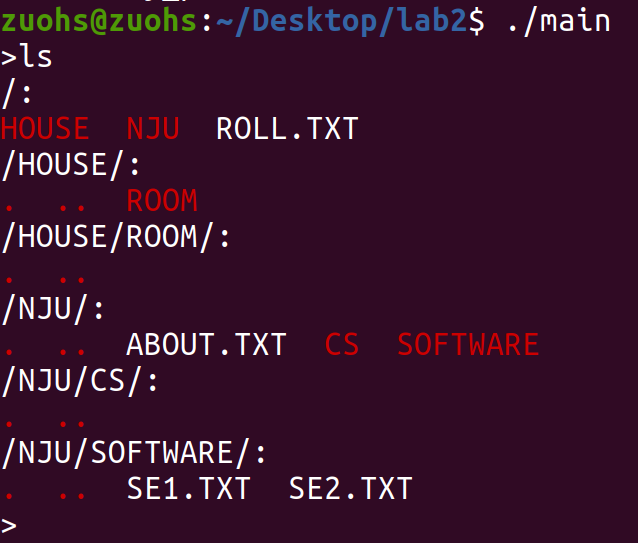 zuohs@zuohs:~/Desktop/lab2$ ./main
>ls
/:
HOUSE  NJU  ROLL.TXT
/HOUSE/:
.  ..  ROOM
/HOUSE/ROOM/:
.  ..
/NJU/:
.  ..  ABOUT.TXT  CS  SOFTWARE
/NJU/CS/:
.  ..
/NJU/SOFTWARE/:
.  ..  SE1.TXT  SE2.TXT
>